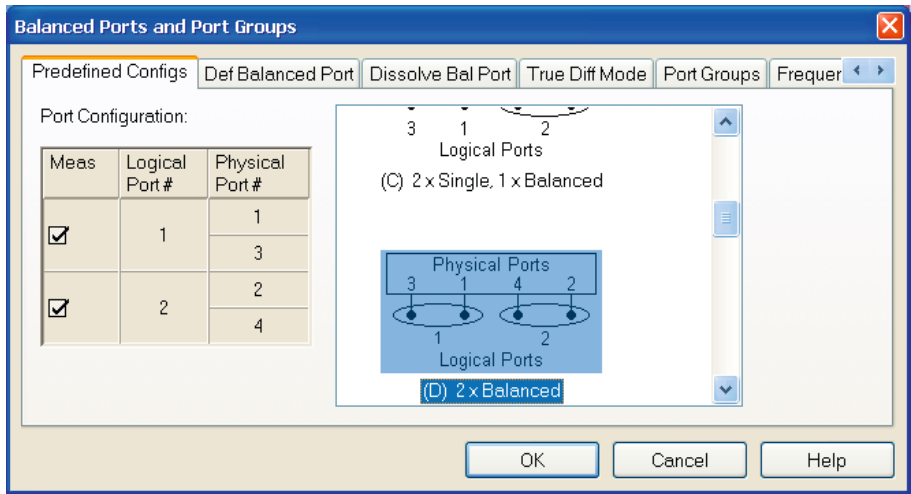 Balanced Ports and Port Groups
Predefined Configs Def Balanced Port Dissolve Bal Port True Diff Mode Port Groups Frequer
Port Configuration:
Meas Logical Port# Physical Port#
1 1
3
2 2
4
3 1 2
Logical Ports
(C) 2 x Single, 1 x Balanced
Physical Ports
3 1 4 2
1 2
Logical Ports
(D) 2 x Balanced
OK Cancel Help